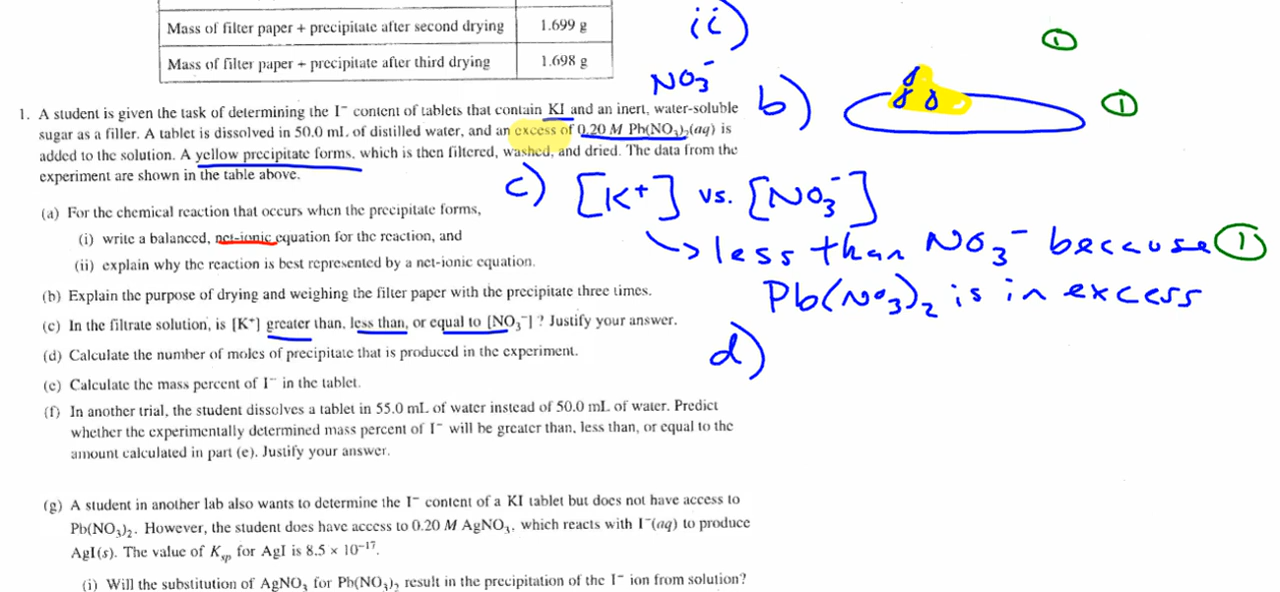 Mass of filter paper + precipitate after second drying 1.699 g
Mass of filter paper + precipitate after third drying 1.698 g
ii)
NO₃⁻
①
b)
①
1. A student is given the task of determining the I⁻ content of tablets that contain KI and an inert, water-soluble
sugar as a filler. A tablet is dissolved in 50.0 mL of distilled water, and an excess of 0.20 M Pb(NO₃)₂(aq) is
added to the solution. A yellow precipitate forms, which is then filtered, washed, and dried. The data from the
experiment are shown in the table above.
c) [K⁺] vs. [NO₃⁻]
↳ less than NO₃⁻ because ①
Pb(NO₃)₂ is in excess
(a) For the chemical reaction that occurs when the precipitate forms,
(i) write a balanced, net-ionic equation for the reaction, and
(ii) explain why the reaction is best represented by a net-ionic equation.
(b) Explain the purpose of drying and weighing the filter paper with the precipitate three times.
(c) In the filtrate solution, is [K⁺] greater than, less than, or equal to [NO₃⁻] ? Justify your answer.
d)
(d) Calculate the number of moles of precipitate that is produced in the experiment.
(e) Calculate the mass percent of I⁻ in the tablet.
(f) In another trial, the student dissolves a tablet in 55.0 mL of water instead of 50.0 mL of water. Predict
whether the experimentally determined mass percent of I⁻ will be greater than, less than, or equal to the
amount calculated in part (e). Justify your answer.
(g) A student in another lab also wants to determine the I⁻ content of a KI tablet but does not have access to
Pb(NO₃)₂. However, the student does have access to 0.20 M AgNO₃, which reacts with I⁻(aq) to produce
AgI(s). The value of Kₛₚ for AgI is 8.5 × 10⁻¹⁷.
(i) Will the substitution of AgNO₃ for Pb(NO₃)₂ result in the precipitation of the I⁻ ion from solution?